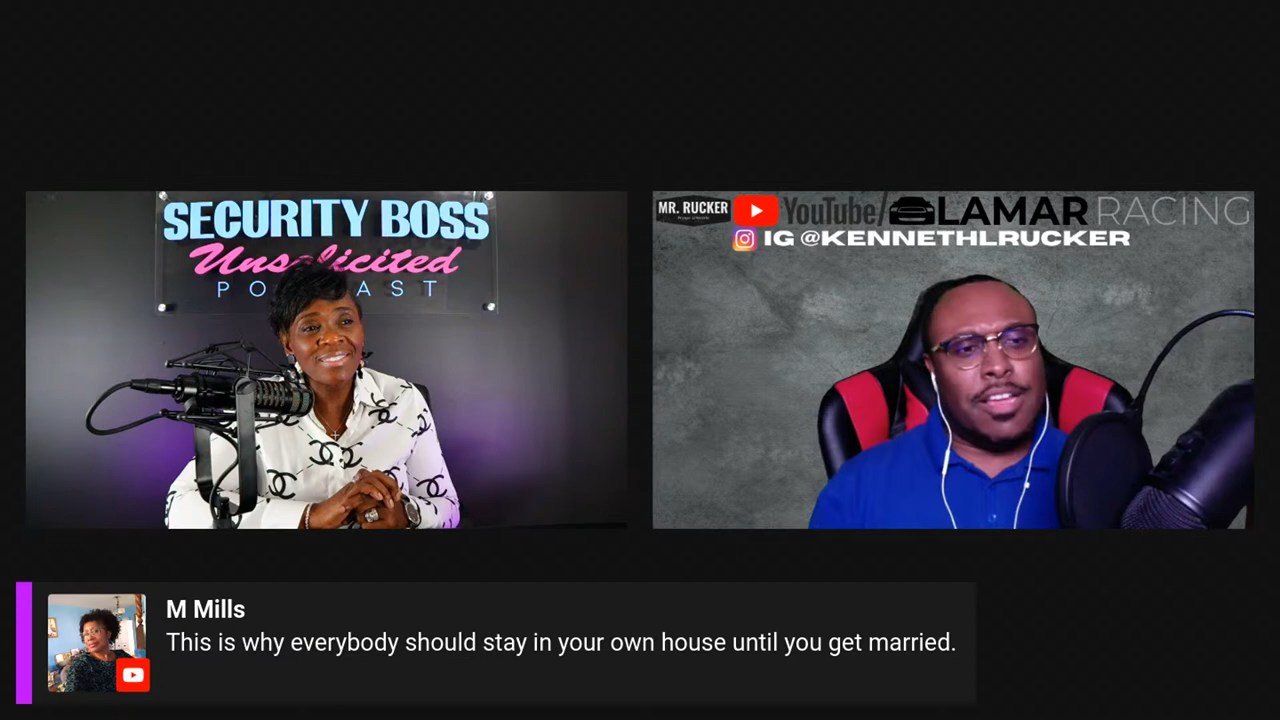 SECURITY BOSS
Unsolicited
PODCAST
MR. RUCKER
YouTube/ LAMAR RACING
IG @KENNETHLRUCKER
M Mills
This is why everybody should stay in your own house until you get married.